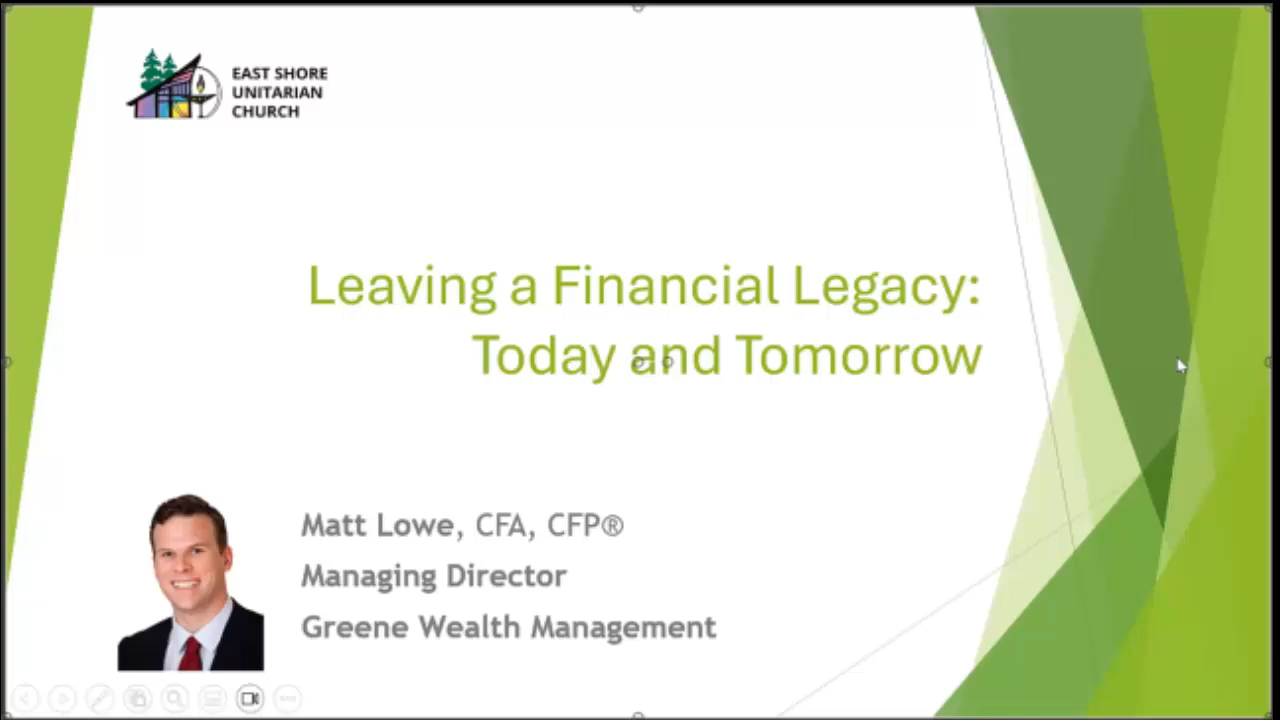 EAST SHORE
UNITARIAN
CHURCH
Leaving a Financial Legacy:
Today and Tomorrow
Matt Lowe, CFA, CFP®
Managing Director
Greene Wealth Management